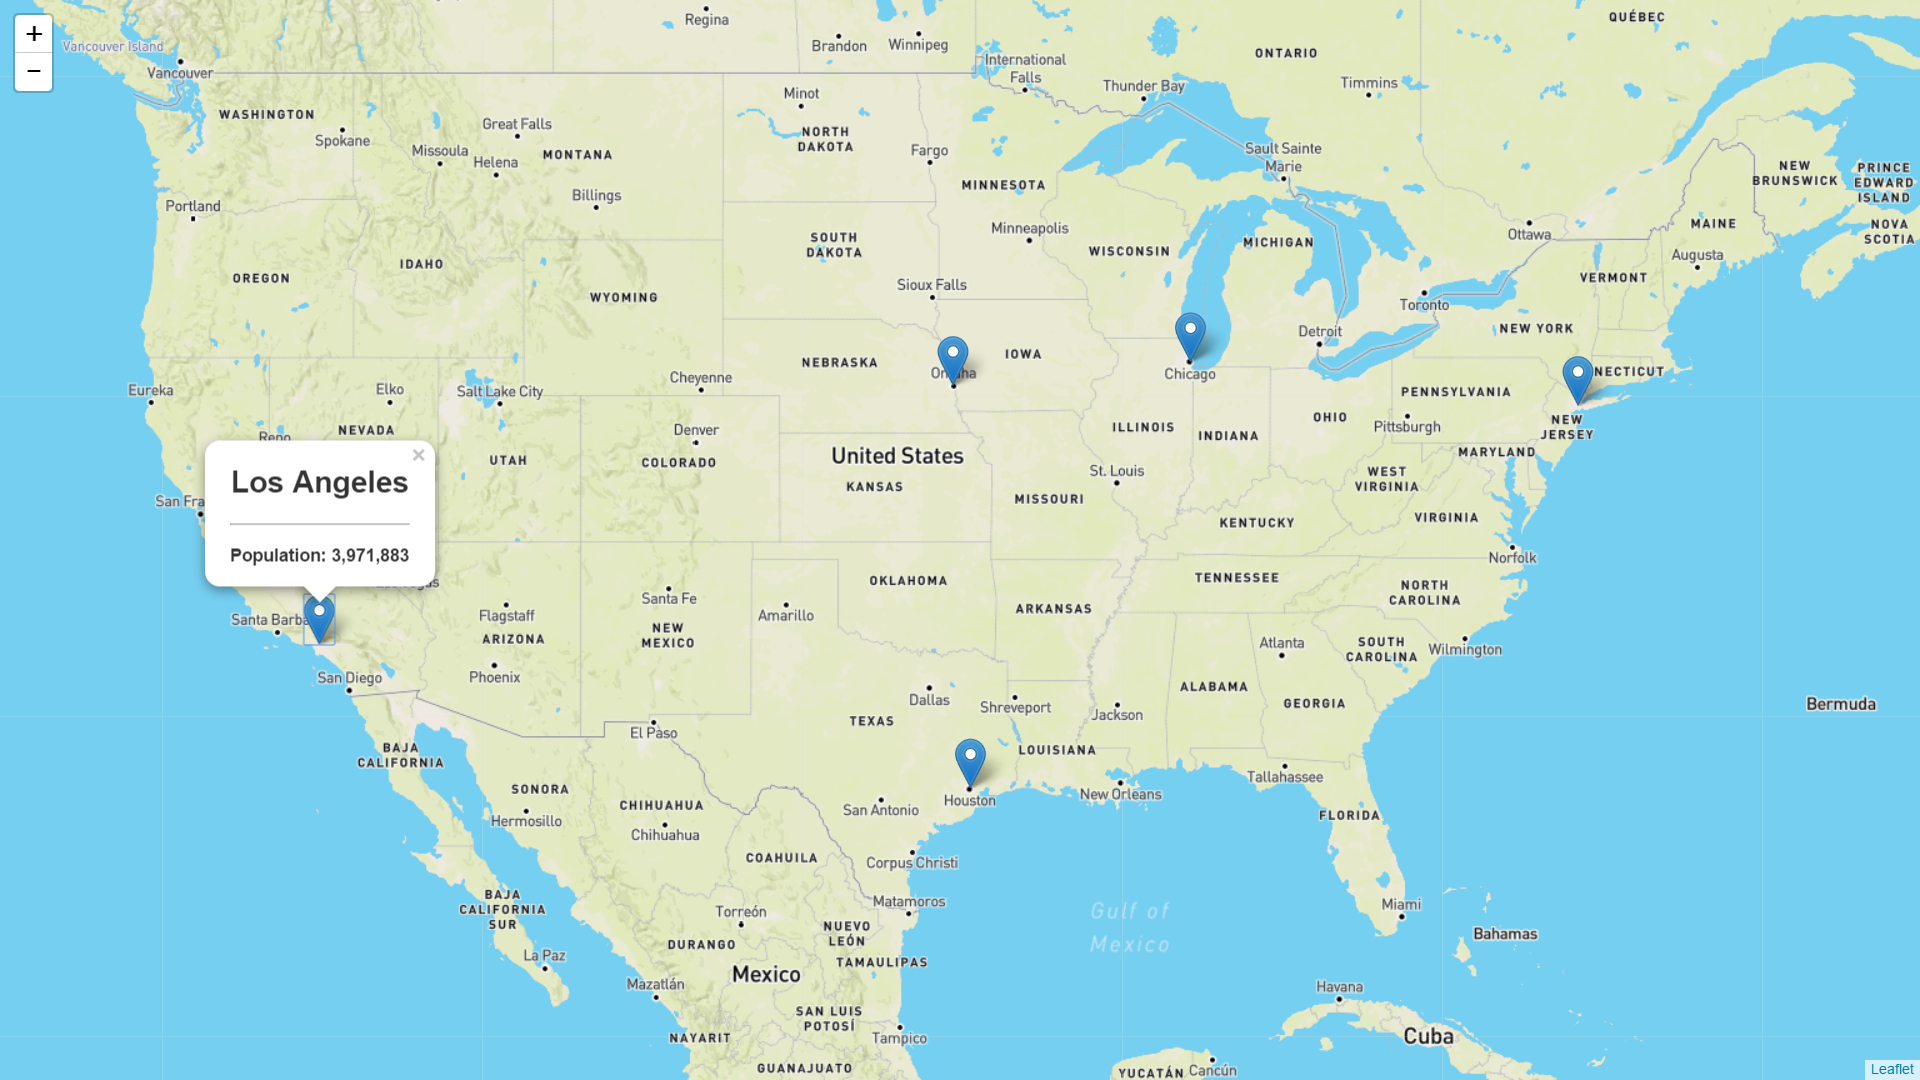 +
−
Vancouver Island
Vancouver
Regina
Brandon
Winnipeg
International
Falls
Thunder Bay
ONTARIO
Timmins
QUÉBEC
WASHINGTON
Spokane
Great Falls
Missoula
Helena
MONTANA
Billings
Minot
NORTH
DAKOTA
Fargo
MINNESOTA
Sault Sainte
Marie
NEW
BRUNSWICK
PRINCE
EDWARD
ISLAND
NOVA
SCOTIA
Portland
OREGON
IDAHO
WYOMING
SOUTH
DAKOTA
Sioux Falls
Minneapolis
WISCONSIN
MICHIGAN
Ottawa
MAINE
Augusta
VERMONT
Toronto
NEW YORK
Detroit
Eureka
Elko
Salt Lake City
Cheyenne
NEBRASKA
IOWA
Chicago
NECTICUT
PENNSYLVANIA
Pittsburgh
NEW
JERSEY
Reno
NEVADA
UTAH
Denver
COLORADO
United States
KANSAS
ILLINOIS
INDIANA
OHIO
MARYLAND
WEST
VIRGINIA
VIRGINIA
St. Louis
MISSOURI
KENTUCKY
Norfolk
San Fra
×
Los Angeles
Population: 3,971,883
Santa Barba
San Diego
Flagstaff
ARIZONA
Phoenix
Santa Fe
NEW
MEXICO
Amarillo
OKLAHOMA
ARKANSAS
TENNESSEE
NORTH
CAROLINA
SOUTH
CAROLINA
Wilmington
Atlanta
ALABAMA
GEORGIA
Dallas
Shreveport
Jackson
TEXAS
El Paso
LOUISIANA
Bermuda
BAJA
CALIFORNIA
SONORA
Hermosillo
CHIHUAHUA
Chihuahua
San Antonio
Houston
New Orleans
Tallahassee
FLORIDA
COAHUILA
Corpus Christi
Matamoros
Miami
BAJA
CALIFORNIA
SUR
La Paz
Torreón
DURANGO
NUEVO
LEÓN
TAMAULIPAS
Gulf of
Mexico
Bahamas
Mexico
Mazatlán
SAN LUIS
POTOSÍ
Havana
Cuba
NAYARIT
Tampico
GUANAJUATO
YUCATÁN
Cancún
Leaflet